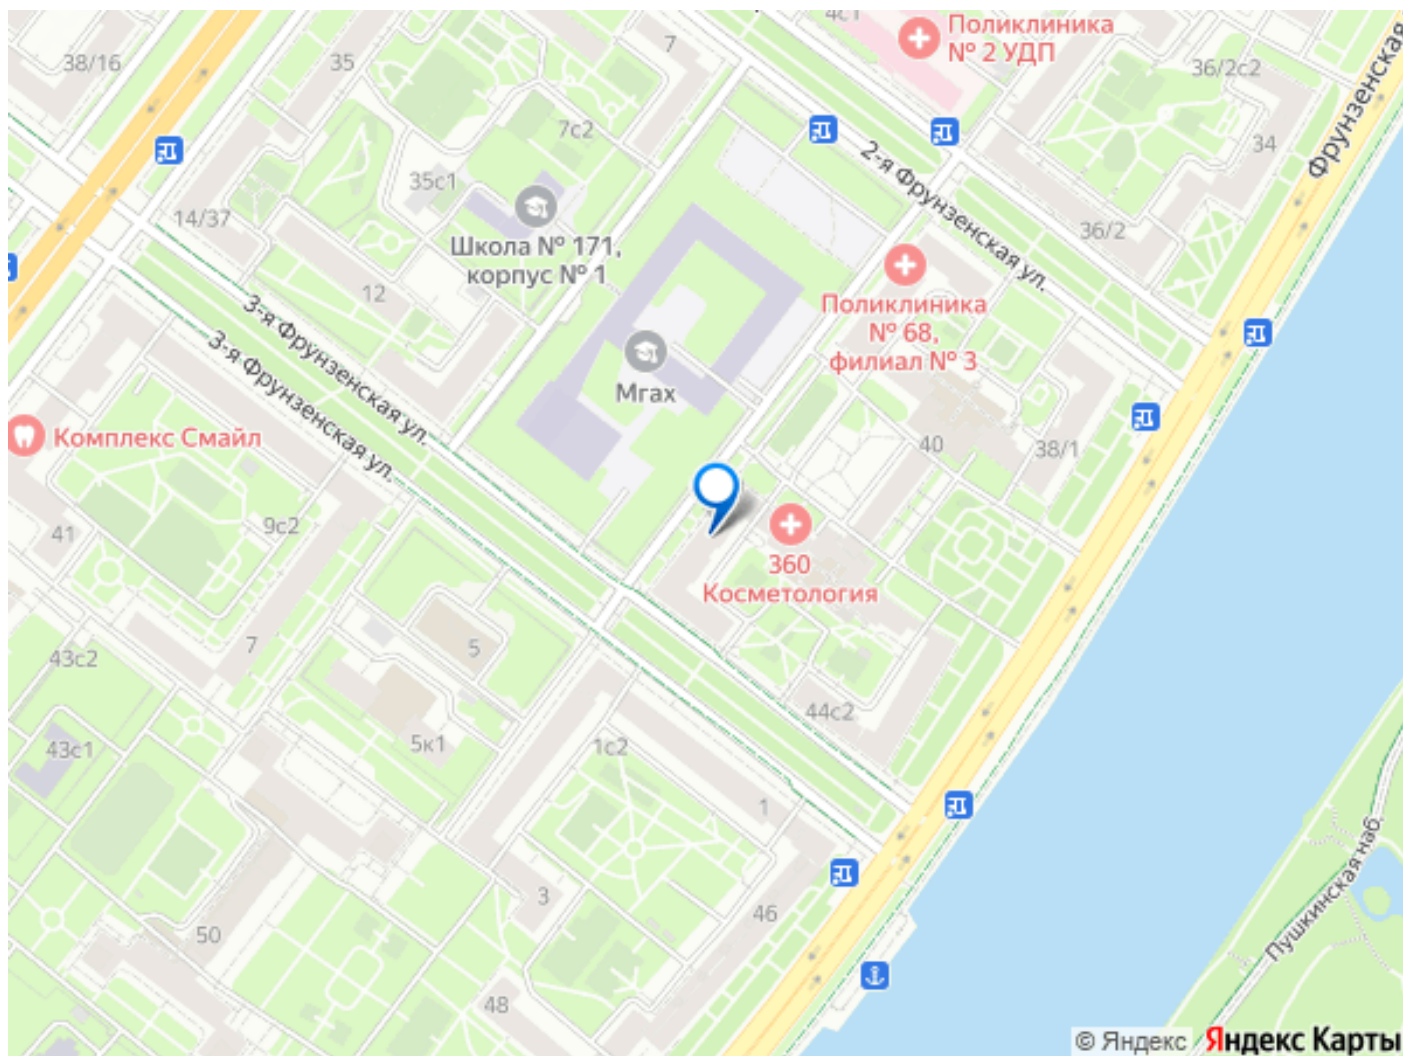 4с1
Поликлиника
№ 2 УДП
38/16
35
7
36/2с2
Фрунзенская
7с2
34
2-я Фрунзенская ул.
35с1
14/37
Школа № 171,
корпус № 1
36/2
12
Поликлиника
№ 68,
филиал № 3
3-я Фрунзенская ул.
3-я Фрунзенская ул.
Мгах
Комплекс Смайл
40
38/1
9с2
41
360
Косметология
5
7
43с2
44с2
43с1
5к1
1с2
1
3
46
50
48
Пушкинская наб.
© Яндекс
Яндекс Карты